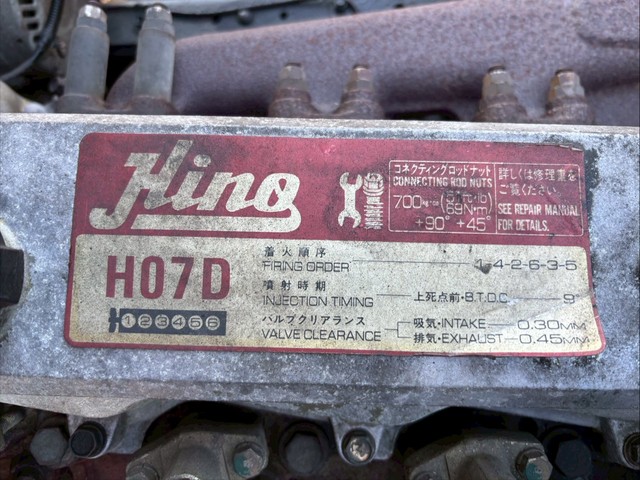 Hino
コネクティングロッドナット
CONNECTING ROD NUTS
700kg·cm (51ft·lb) (69N·m)
+90° +45°
詳しくは修理書を
ご覧ください。
SEE REPAIR MANUAL
FOR DETAILS.
H07D
①②③④⑤⑥
着火順序
FIRING ORDER 1-4-2-6-3-5
噴射時期
INJECTION TIMING 上死点前·B.T.D.C. 9°
バルブクリアランス
VALVE CLEARANCE
吸気·INTAKE 0.30MM
排気·EXHAUST 0.45MM